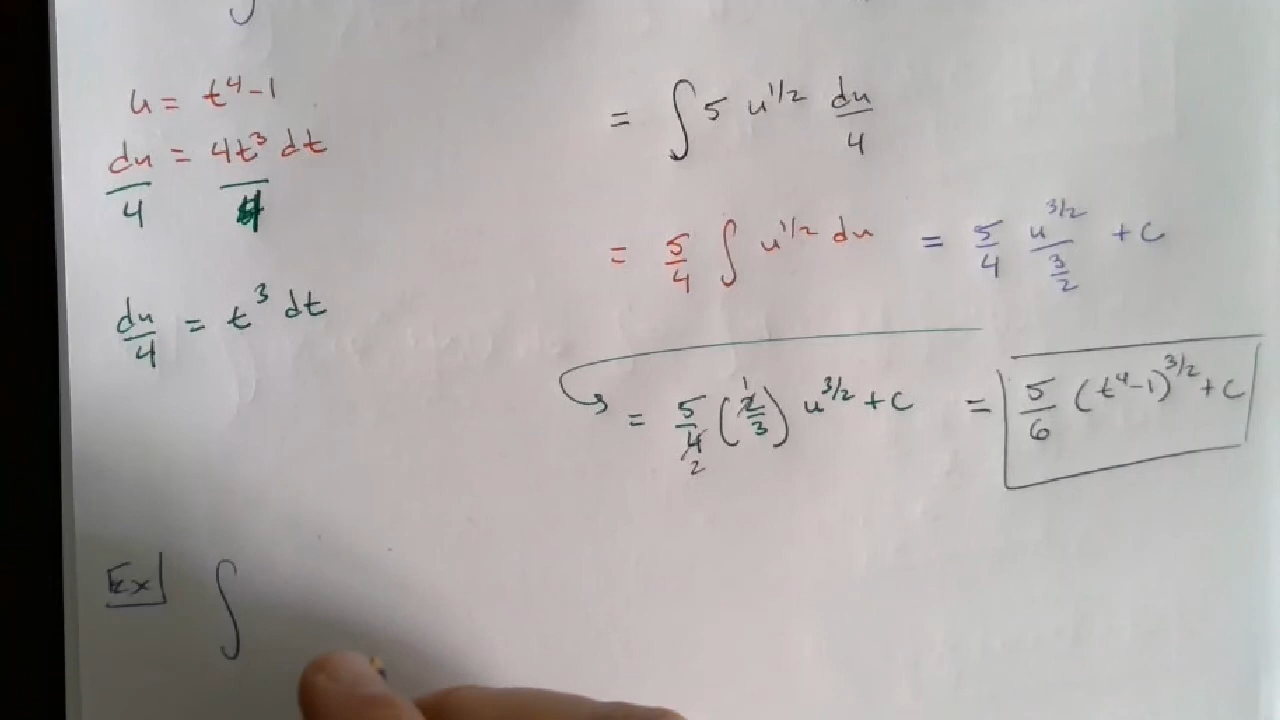 ∫
u = t⁴-1
du/4 = 4t³ dt/4
du/4 = t³ dt
= ∫ 5 u^1/2 du/4
= 5/4 ∫ u^1/2 du = 5/4 u^3/2 / 3/2 + C
= 5/4 (2/3) u^3/2 + C = 5/6 (t⁴-1)^3/2 + C
1
2
Ex ∫